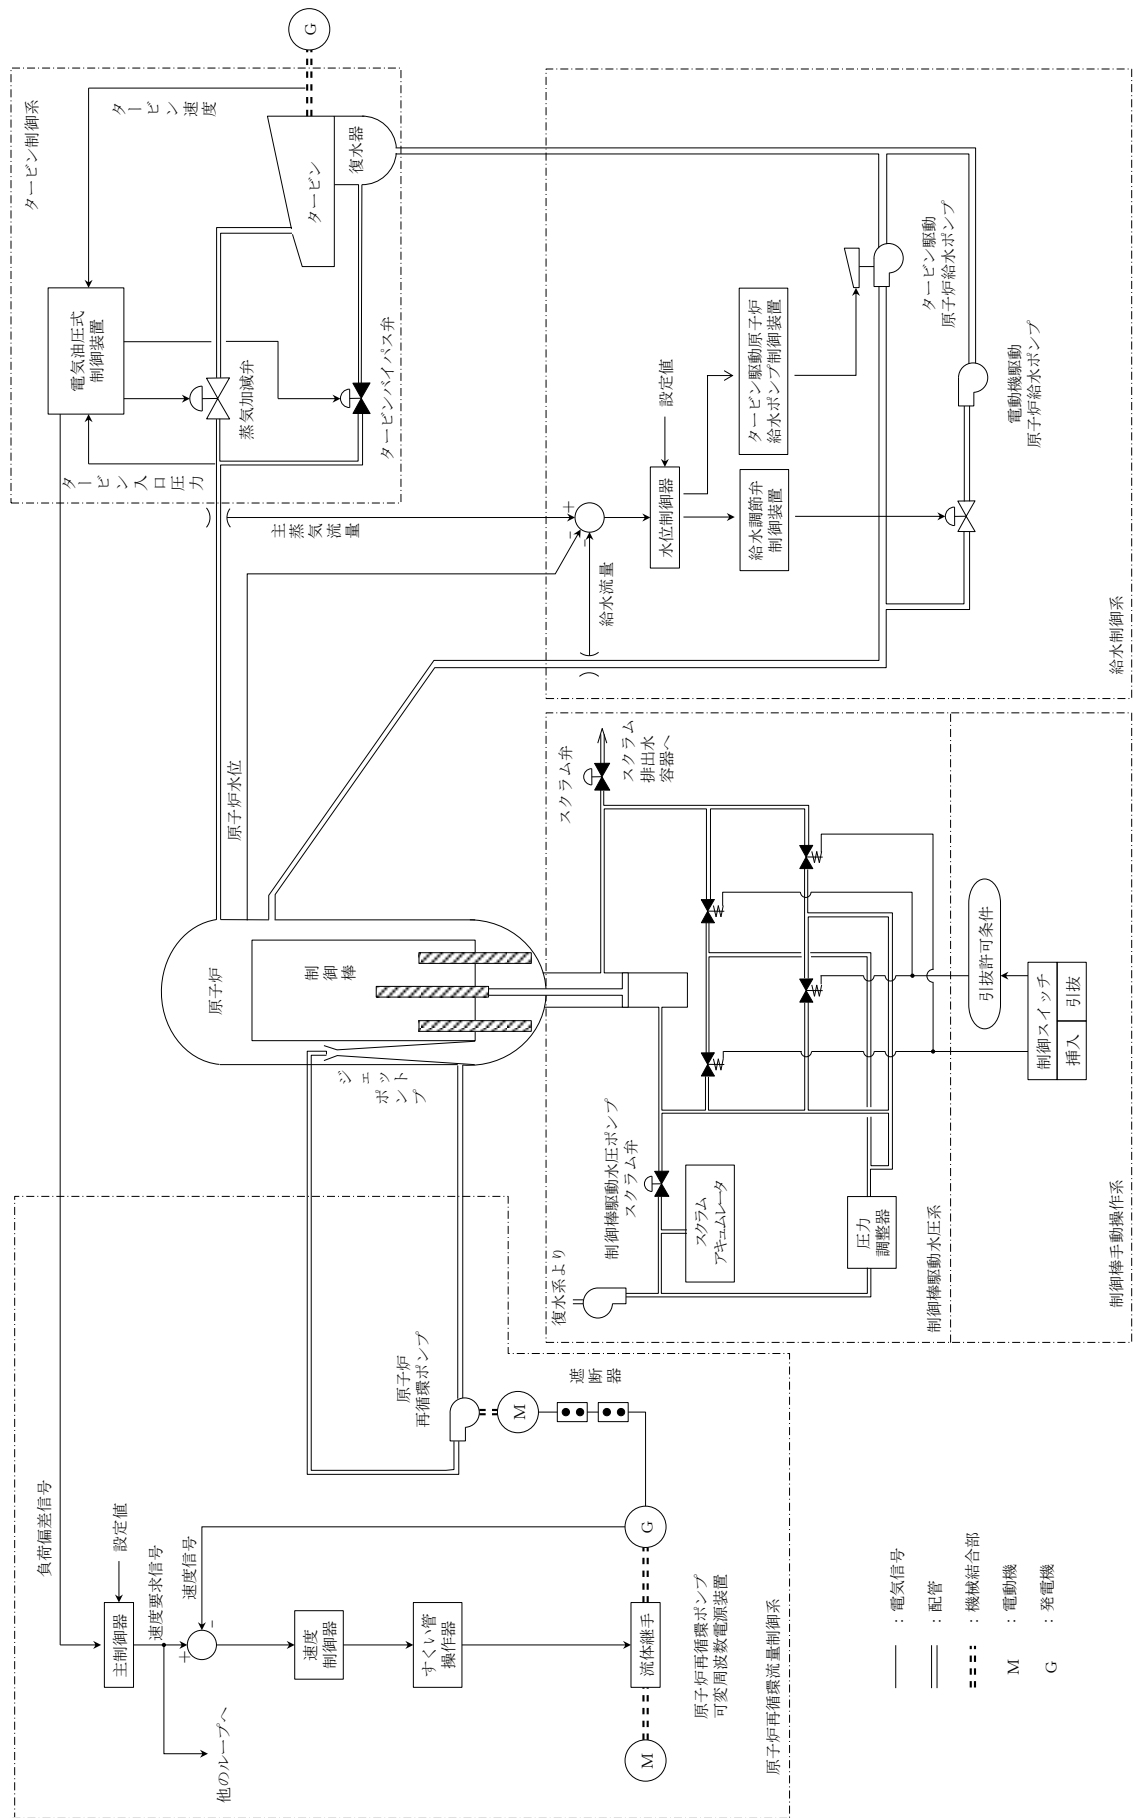 タービン制御系
タービン速度
G
電気油圧式
制御装置
タービン
復水器
蒸気加減弁
タービンバイパス弁
タービン入口圧力
主蒸気流量
原子炉水位
給水流量
+
-
-
水位制御器
設定値
給水調節弁
制御装置
タービン駆動原子炉
給水ポンプ制御装置
タービン駆動
原子炉給水ポンプ
電動機駆動
原子炉給水ポンプ
給水制御系
原子炉
制御棒
ジェット
ポンプ
スクラム弁
スクラム
排出水
容器へ
制御棒駆動水圧ポンプ
スクラム弁
スクラム
アキュムレータ
復水系より
圧力
調整器
制御棒駆動水圧系
引抜許可条件
制御スイッチ
挿入
引抜
制御棒手動操作系
負荷偏差信号
主制御器
設定値
速度要求信号
速度信号
+
-
他のループへ
速度
制御器
すくい管
操作器
流体継手
M
G
原子炉
再循環ポンプ
M
遮断器
原子炉再循環ポンプ
可変周波数電源装置
原子炉再循環流量制御系
:電気信号
:配管
:機械結合部
M :電動機
G :発電機